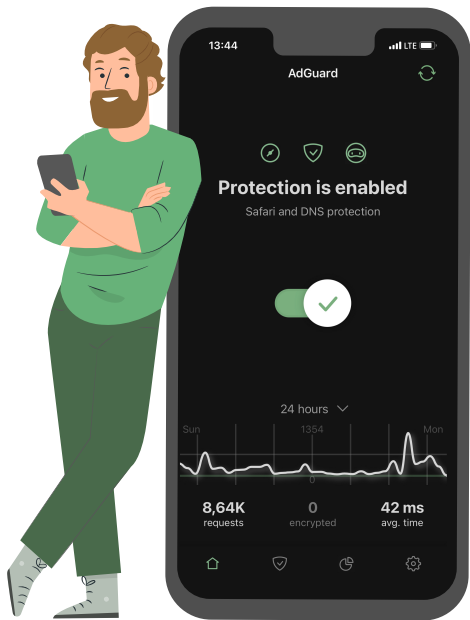 13:44
LTE
AdGuard
Protection is enabled
Safari and DNS protection
24 hours
Sun 1354 Mon
0
8,64K 0 42 ms
requests encrypted avg. time